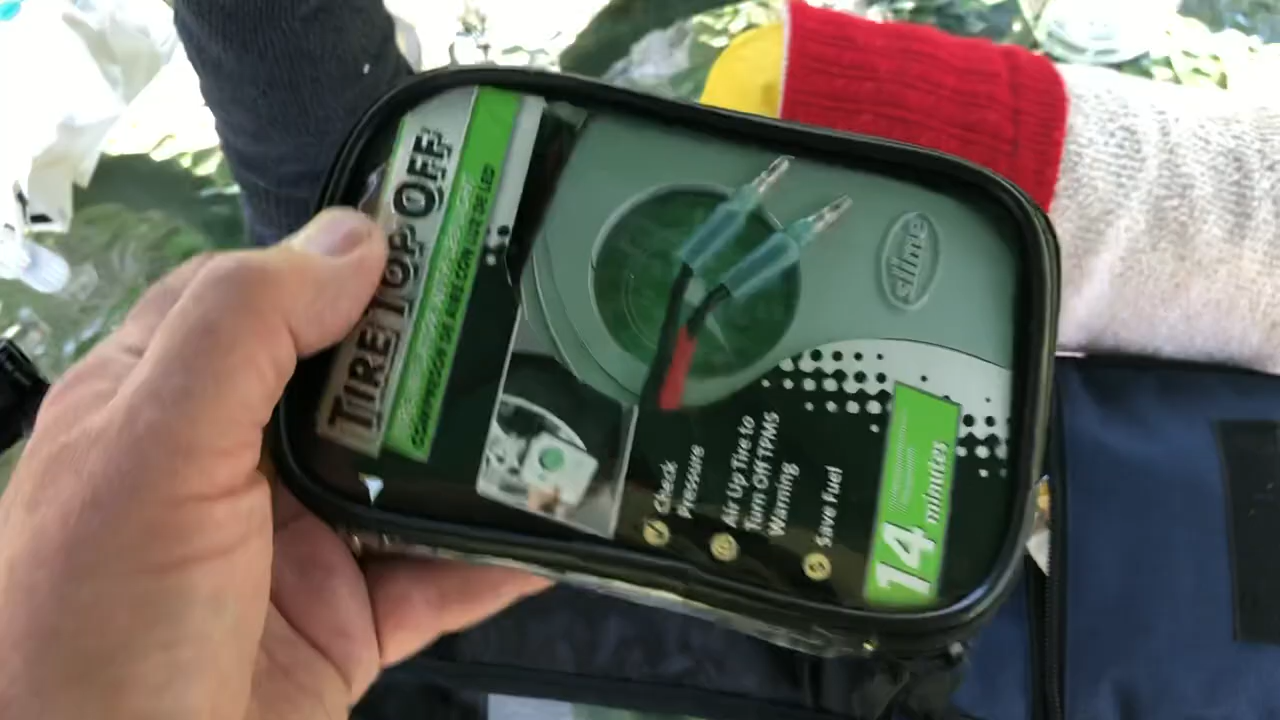 TIRE TOP OFF
slime
Check
Pressure
Air Up Tire to
Turn Off TPMS
Warning
Save Fuel
14
minutes